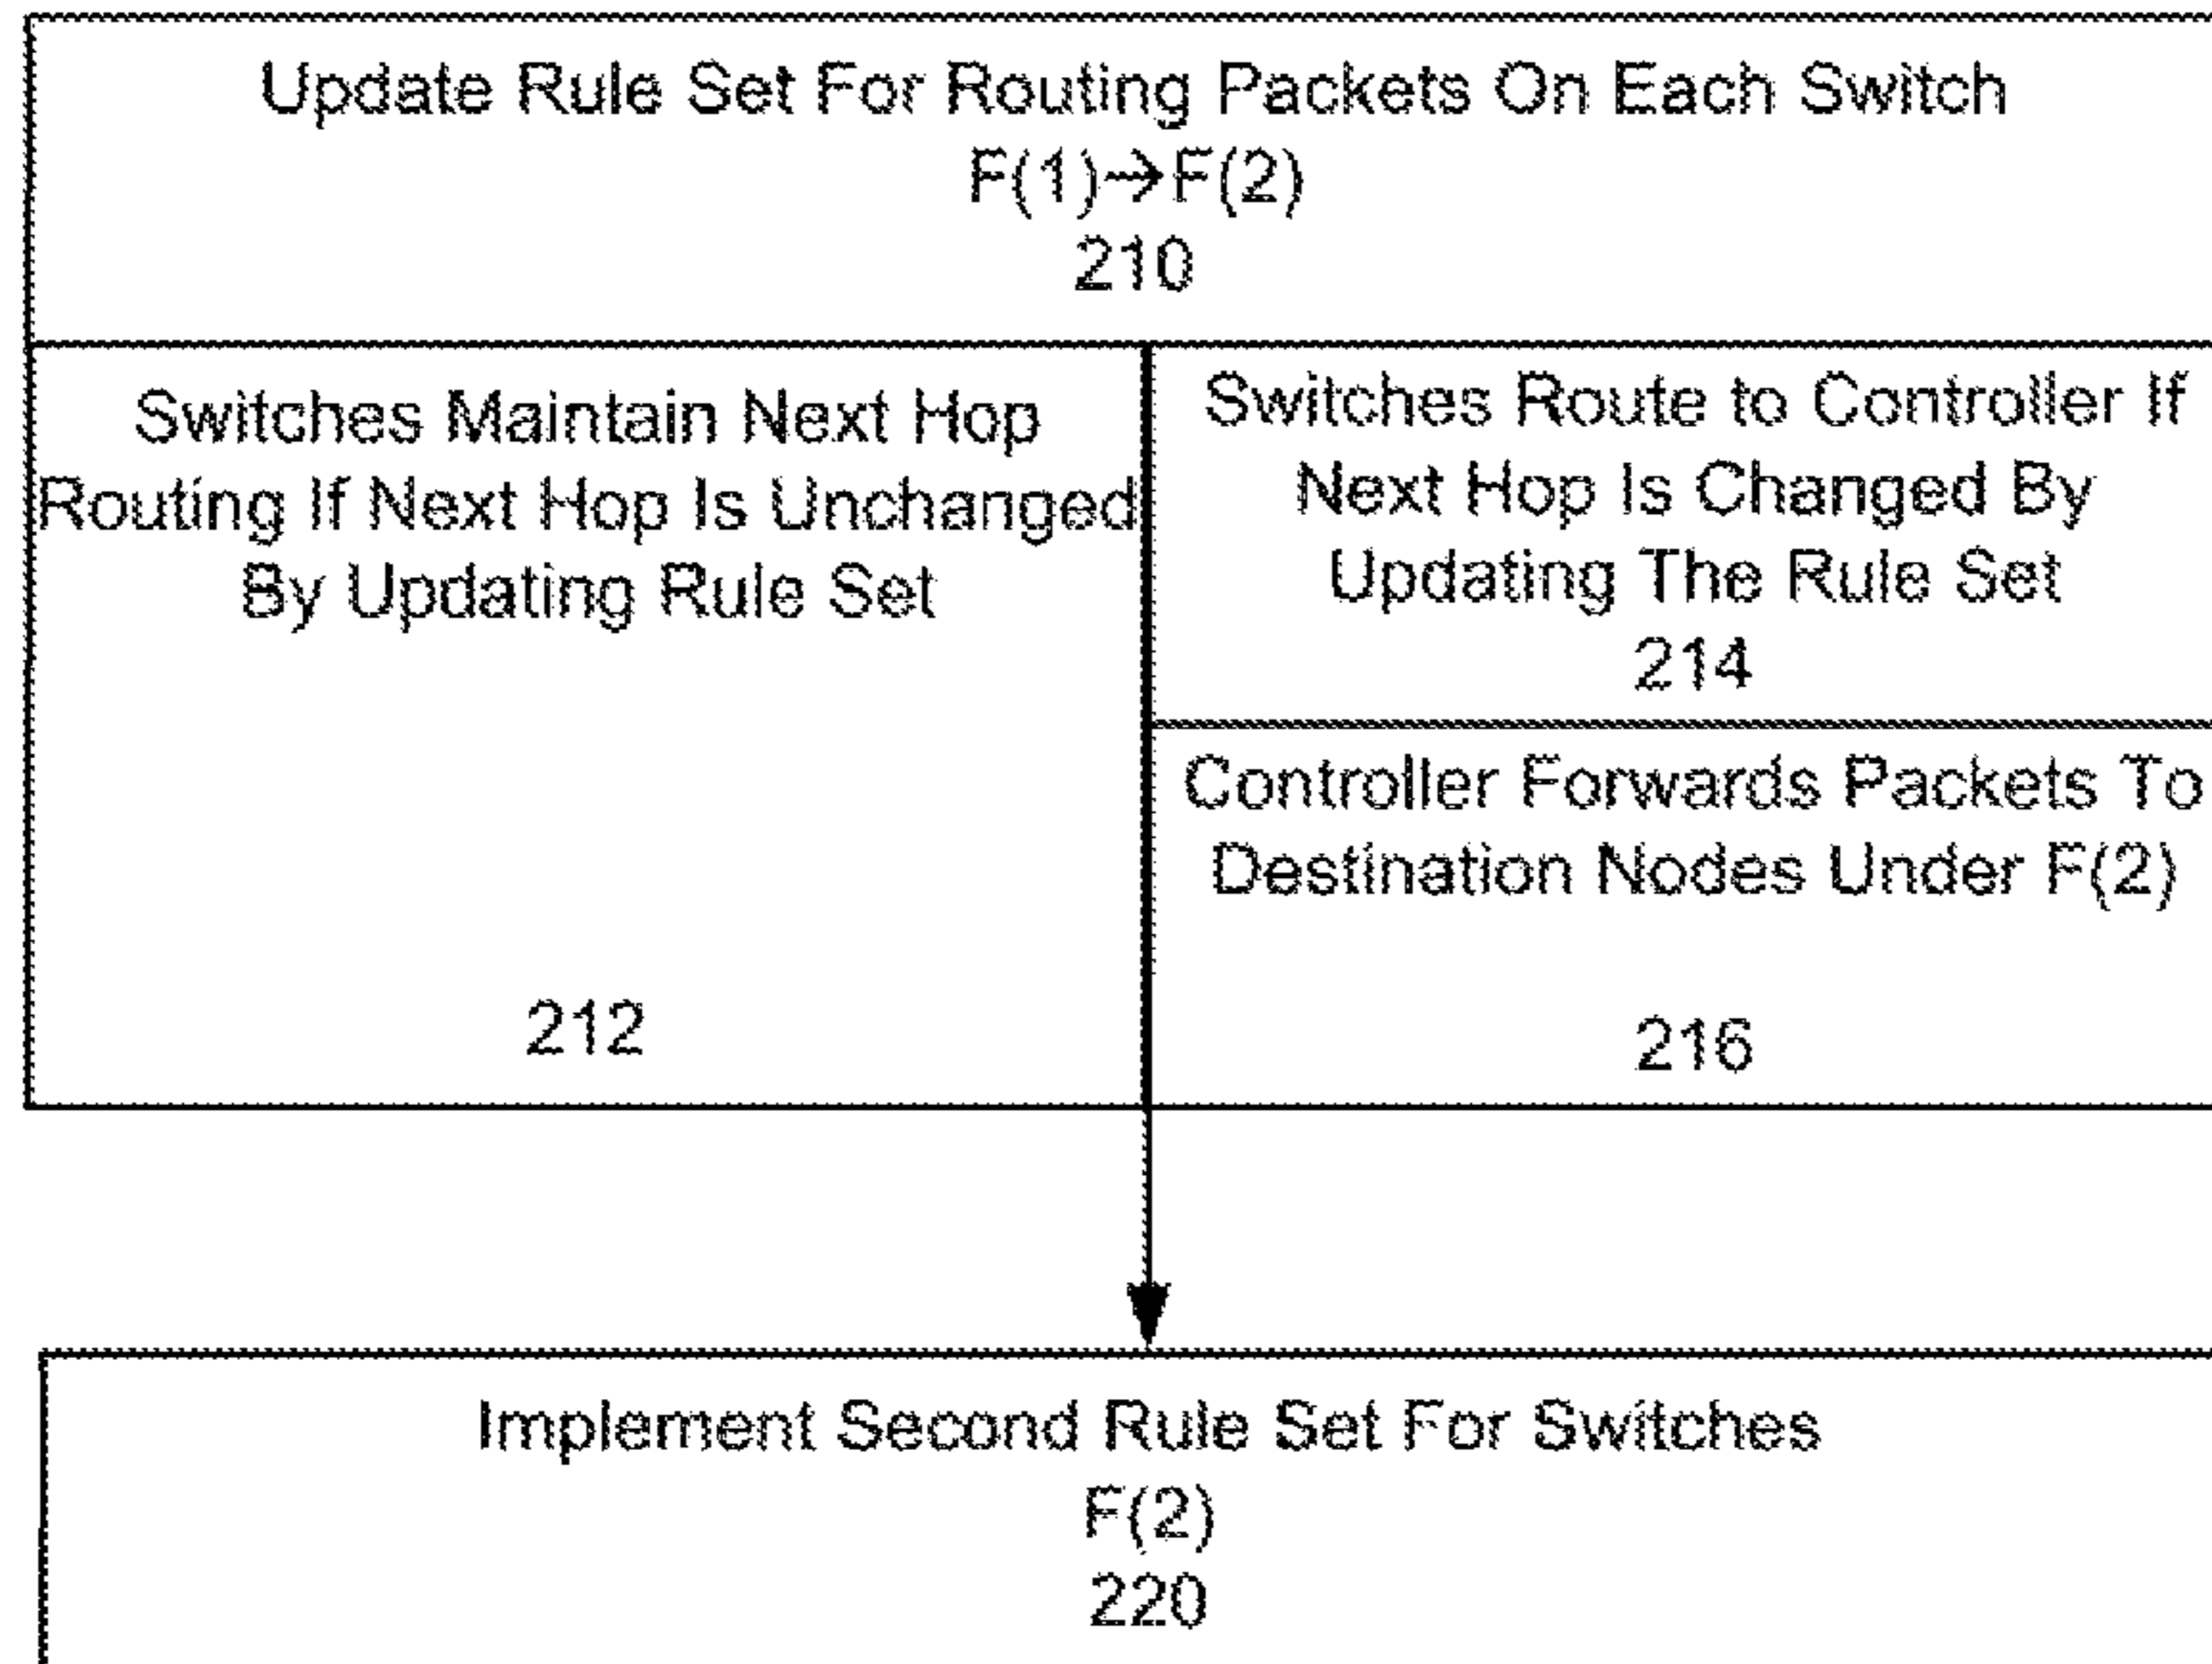 Update Rule Set For Routing Packets On Each Switch
F(1)→F(2)
210
Switches Maintain Next Hop
Routing If Next Hop Is Unchanged
By Updating Rule Set
212
Switches Route to Controller If
Next Hop Is Changed By
Updating The Rule Set
214
Controller Forwards Packets To
Destination Nodes Under F(2)
216
Implement Second Rule Set For Switches
F(2)
220